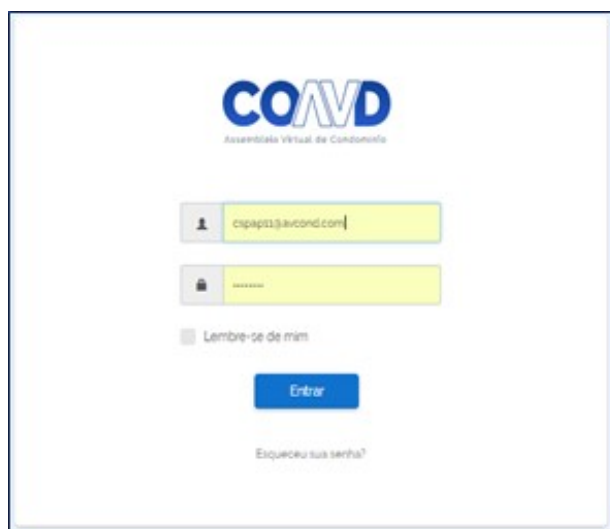 COAVD
Assembleia Virtual de Condomínio
cspap11@avcond.com
········
Lembre-se de mim
Entrar
Esqueceu sua senha?